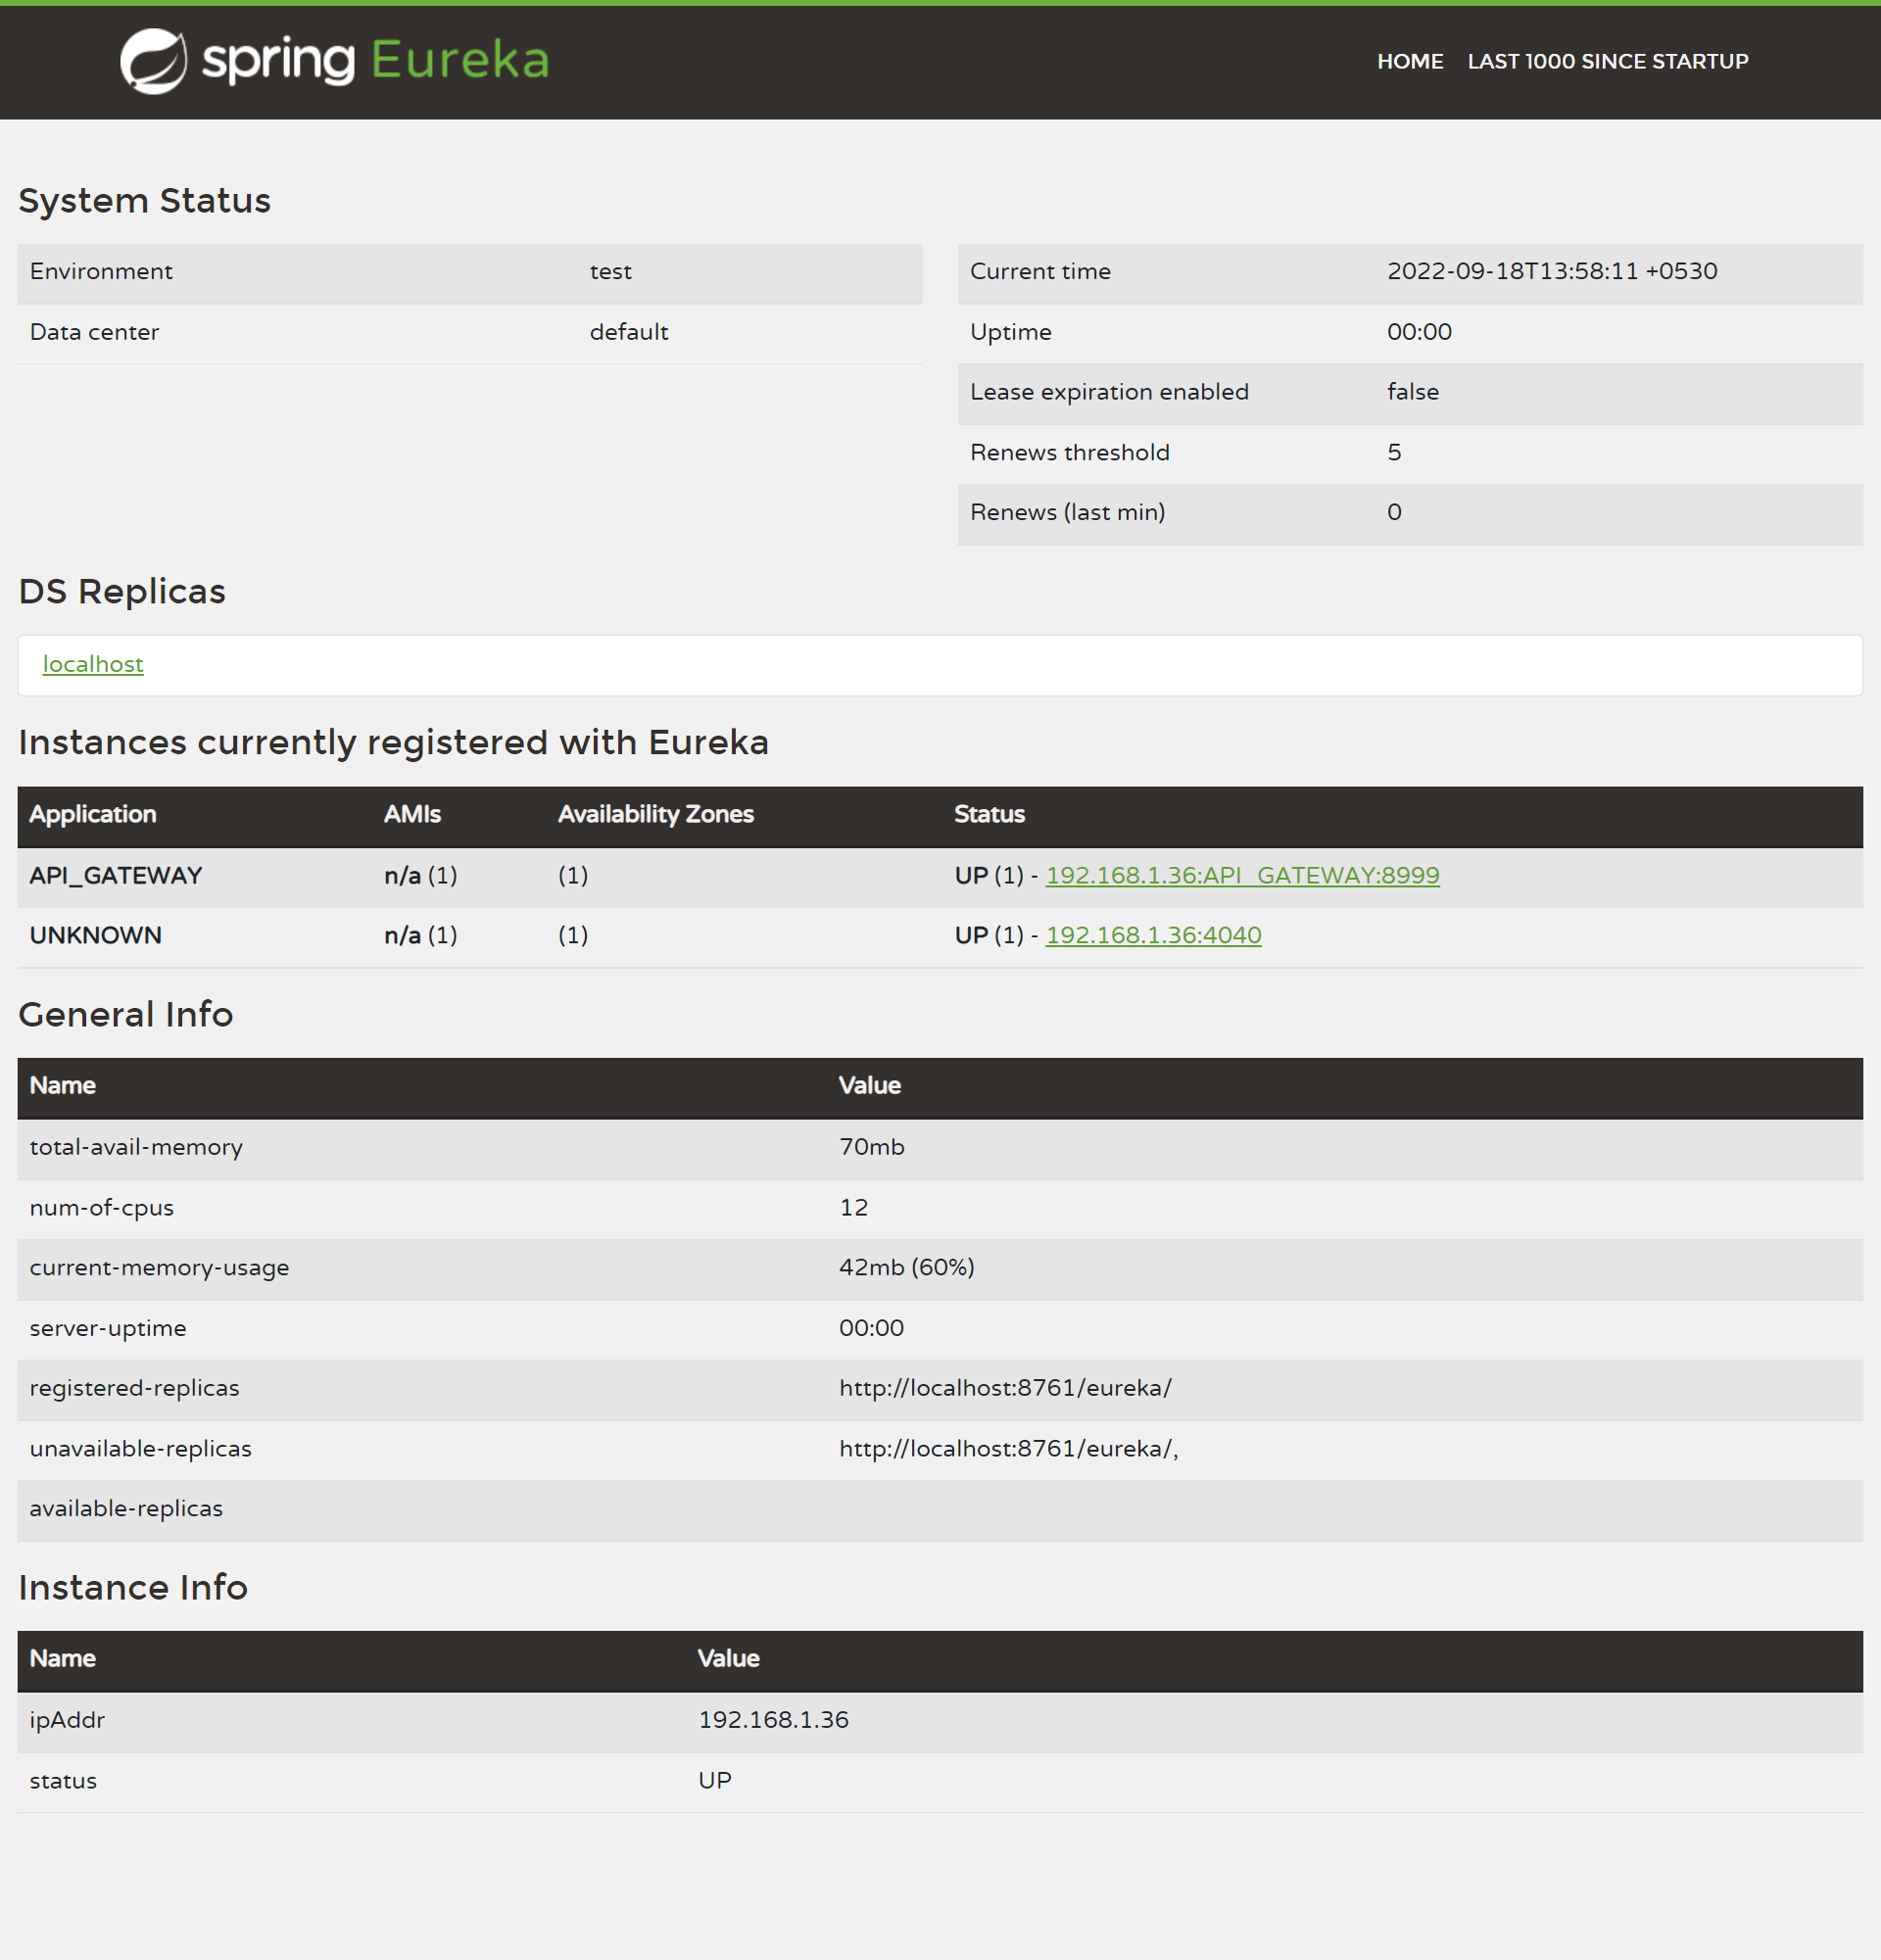 spring Eureka
HOME LAST 1000 SINCE STARTUP
System Status
Environment test
Data center default
Current time 2022-09-18T13:58:11 +0530
Uptime 00:00
Lease expiration enabled false
Renews threshold 5
Renews (last min) 0
DS Replicas
localhost
Instances currently registered with Eureka
Application AMIs Availability Zones Status
API_GATEWAY n/a (1) (1) UP (1) - 192.168.1.36:API_GATEWAY:8999
UNKNOWN n/a (1) (1) UP (1) - 192.168.1.36:4040
General Info
Name Value
total-avail-memory 70mb
num-of-cpus 12
current-memory-usage 42mb (60%)
server-uptime 00:00
registered-replicas http://localhost:8761/eureka/
unavailable-replicas http://localhost:8761/eureka/,
available-replicas
Instance Info
Name Value
ipAddr 192.168.1.36
status UP